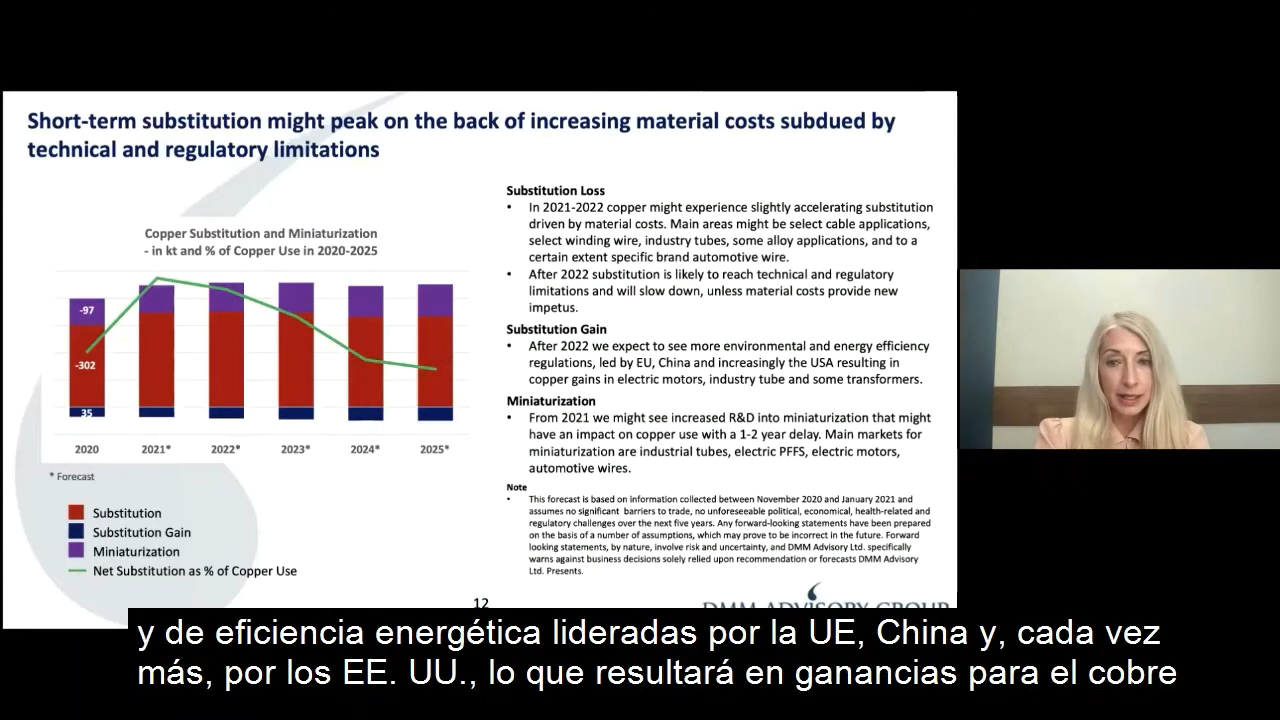 Short-term substitution might peak on the back of increasing material costs subdued by
technical and regulatory limitations
Copper Substitution and Miniaturization
- in kt and % of Copper Use in 2020-2025
-97
-302
35
2020 2021* 2022* 2023* 2024* 2025*
* Forecast
Substitution
Substitution Gain
Miniaturization
Net Substitution as % of Copper Use
Substitution Loss
• In 2021-2022 copper might experience slightly accelerating substitution
driven by material costs. Main areas might be select cable applications,
select winding wire, industry tubes, some alloy applications, and to a
certain extent specific brand automotive wire.
• After 2022 substitution is likely to reach technical and regulatory
limitations and will slow down, unless material costs provide new
impetus.
Substitution Gain
• After 2022 we expect to see more environmental and energy efficiency
regulations, led by EU, China and increasingly the USA resulting in
copper gains in electric motors, industry tube and some transformers.
Miniaturization
• From 2021 we might see increased R&D into miniaturization that might
have an impact on copper use with a 1-2 year delay. Main markets for
miniaturization are industrial tubes, electric PFFS, electric motors,
automotive wires.
Note
• This forecast is based on information collected between November 2020 and January 2021 and
assumes no significant barriers to trade, no unforeseeable political, economical, health-related and
regulatory challenges over the next five years. Any forward-looking statements have been prepared
on the basis of a number of assumptions, which may prove to be incorrect in the future. Forward
looking statements, by nature, involve risk and uncertainty, and DMM Advisory Ltd. specifically
warns against business decisions solely relied upon recommendation or forecasts DMM Advisory
Ltd. Presents.
12
DMM ADVISORY GROUP
y de eficiencia energética lideradas por la UE, China y, cada vez
más, por los EE. UU., lo que resultará en ganancias para el cobre